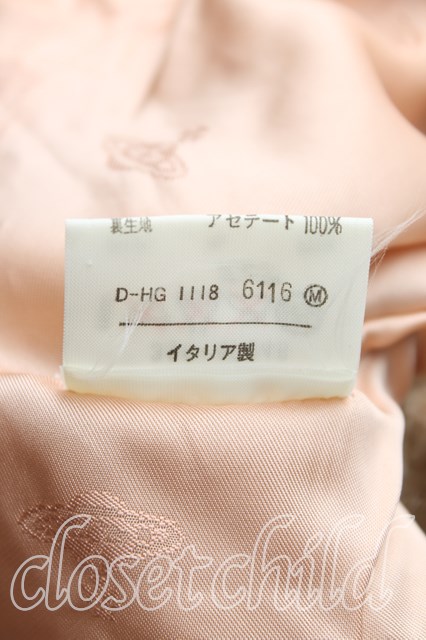 裏生地 アセテート 100%
D-HG 1118 6116 Ⓜ
イタリア製
closetchild